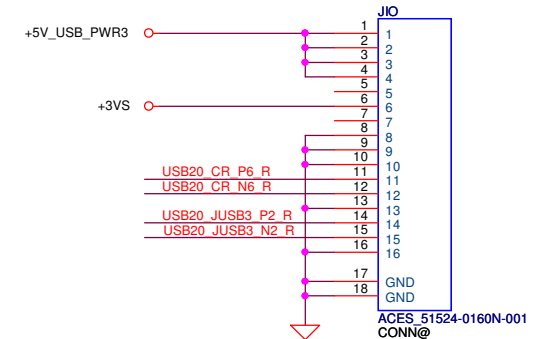 JIO
+5V_USB_PWR3 1 1
2 2
3 3
4 4
5 5
+3VS 6 6
7 7
8 8
9 9
10 10
USB20_CR_P6_R 11 11
USB20_CR_N6_R 12 12
13 13
USB20_JUSB3_P2_R 14 14
USB20_JUSB3_N2_R 15 15
16 16
17 GND
18 GND
ACES_51524-0160N-001
CONN@